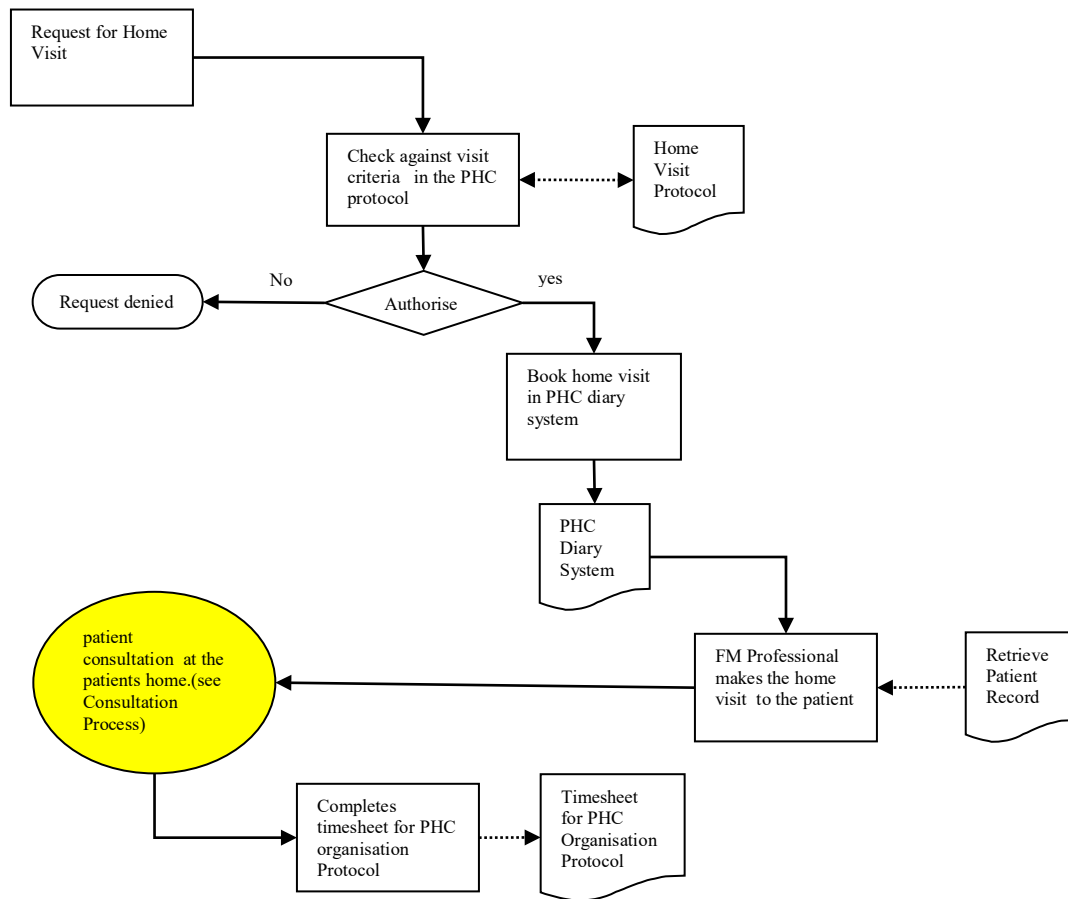 Request for Home
Visit
Check against visit
criteria in the PHC
protocol
Home
Visit
Protocol
No
yes
Request denied
Authorise
Book home visit
in PHC diary
system
PHC
Diary
System
patient
consultation at the
patients home.(see
Consultation
Process)
FM Professional
makes the home
visit to the patient
Retrieve
Patient
Record
Completes
timesheet for PHC
organisation
Protocol
Timesheet
for PHC
Organisation
Protocol